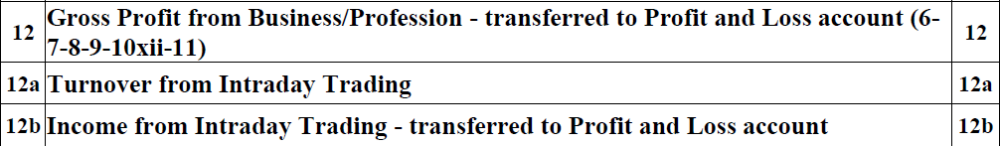 12 Gross Profit from Business/Profession - transferred to Profit and Loss account (6- 12
7-8-9-10xii-11)
12a Turnover from Intraday Trading 12a
12b Income from Intraday Trading - transferred to Profit and Loss account 12b